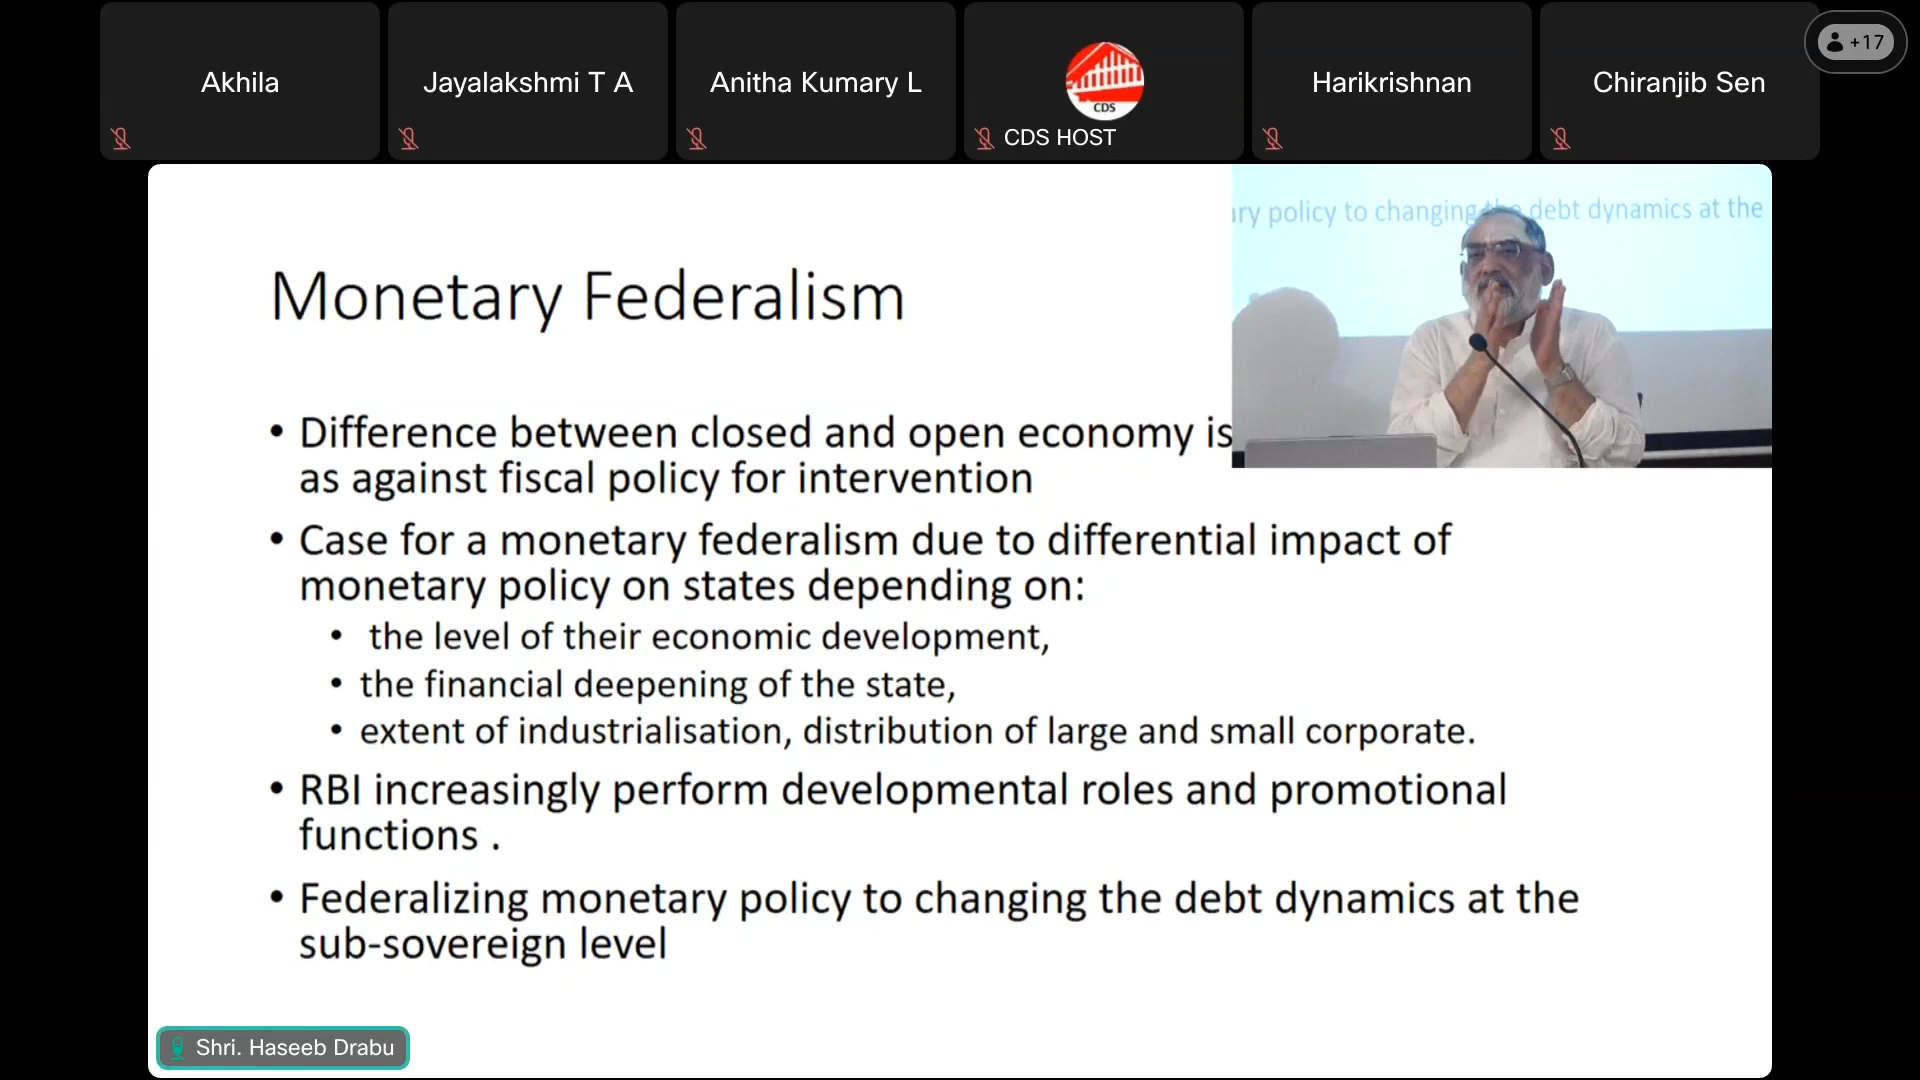 Akhila
Jayalakshmi T A
Anitha Kumary L
CDS
CDS HOST
Harikrishnan
Chiranjib Sen
+17
policy to changing debt dynamics at the
Monetary Federalism
• Difference between closed and open economy is
as against fiscal policy for intervention
• Case for a monetary federalism due to differential impact of
monetary policy on states depending on:
• the level of their economic development,
• the financial deepening of the state,
• extent of industrialisation, distribution of large and small corporate.
• RBI increasingly perform developmental roles and promotional
functions .
• Federalizing monetary policy to changing the debt dynamics at the
sub-sovereign level
Shri. Haseeb Drabu